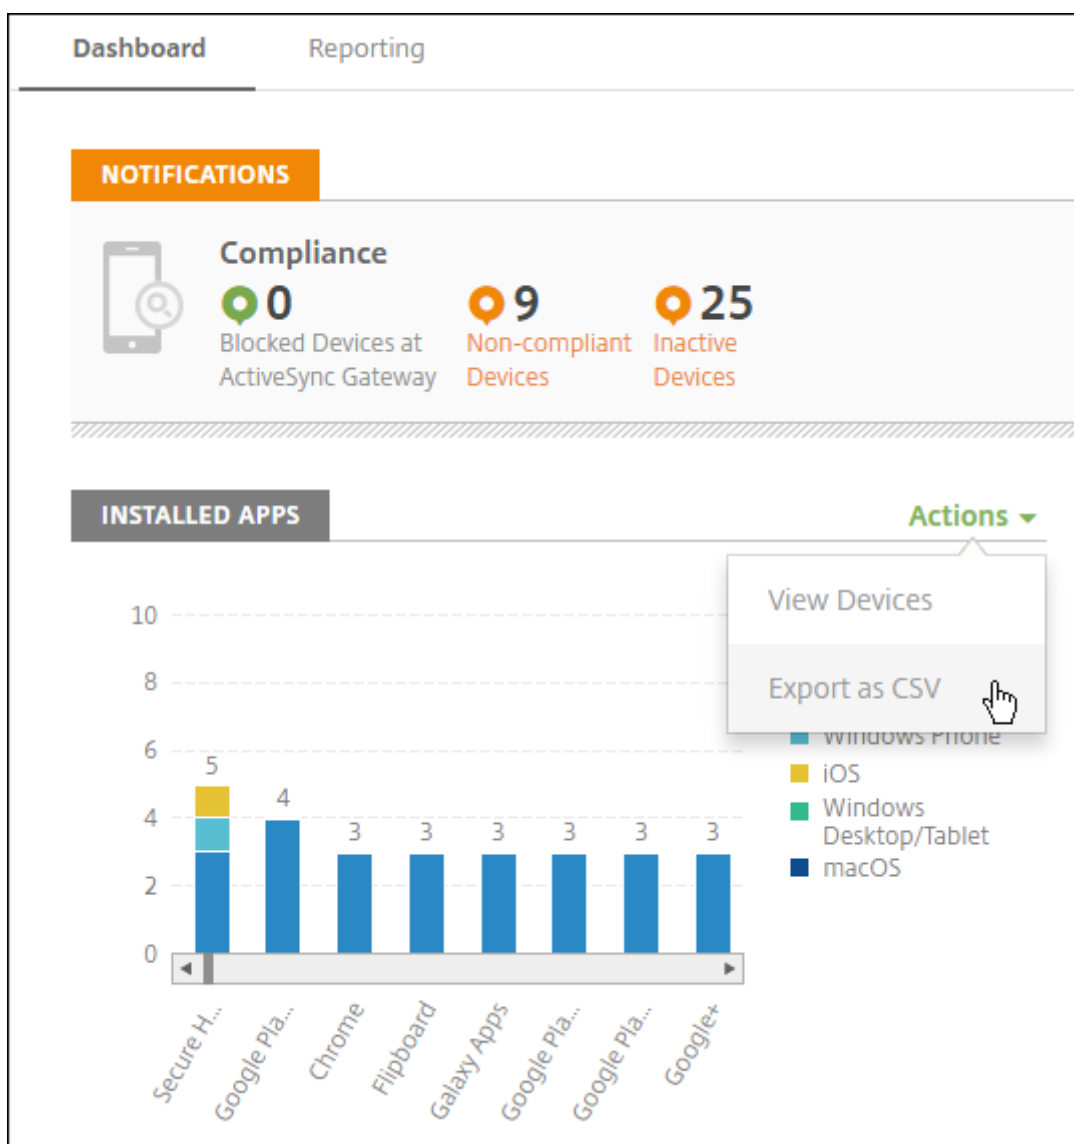 Dashboard
Reporting
NOTIFICATIONS
Compliance
0
Blocked Devices at
ActiveSync Gateway
9
Non-compliant
Devices
25
Inactive
Devices
INSTALLED APPS
Actions
View Devices
Export as CSV
Windows Phone
iOS
Windows
Desktop/Tablet
macOS
10
8
6
4
2
0
5
4
3
3
3
3
3
3
Secure H...
Google Pla...
Chrome
Flipboard
Galaxy Apps
Google Pla...
Google Pla...
Google+